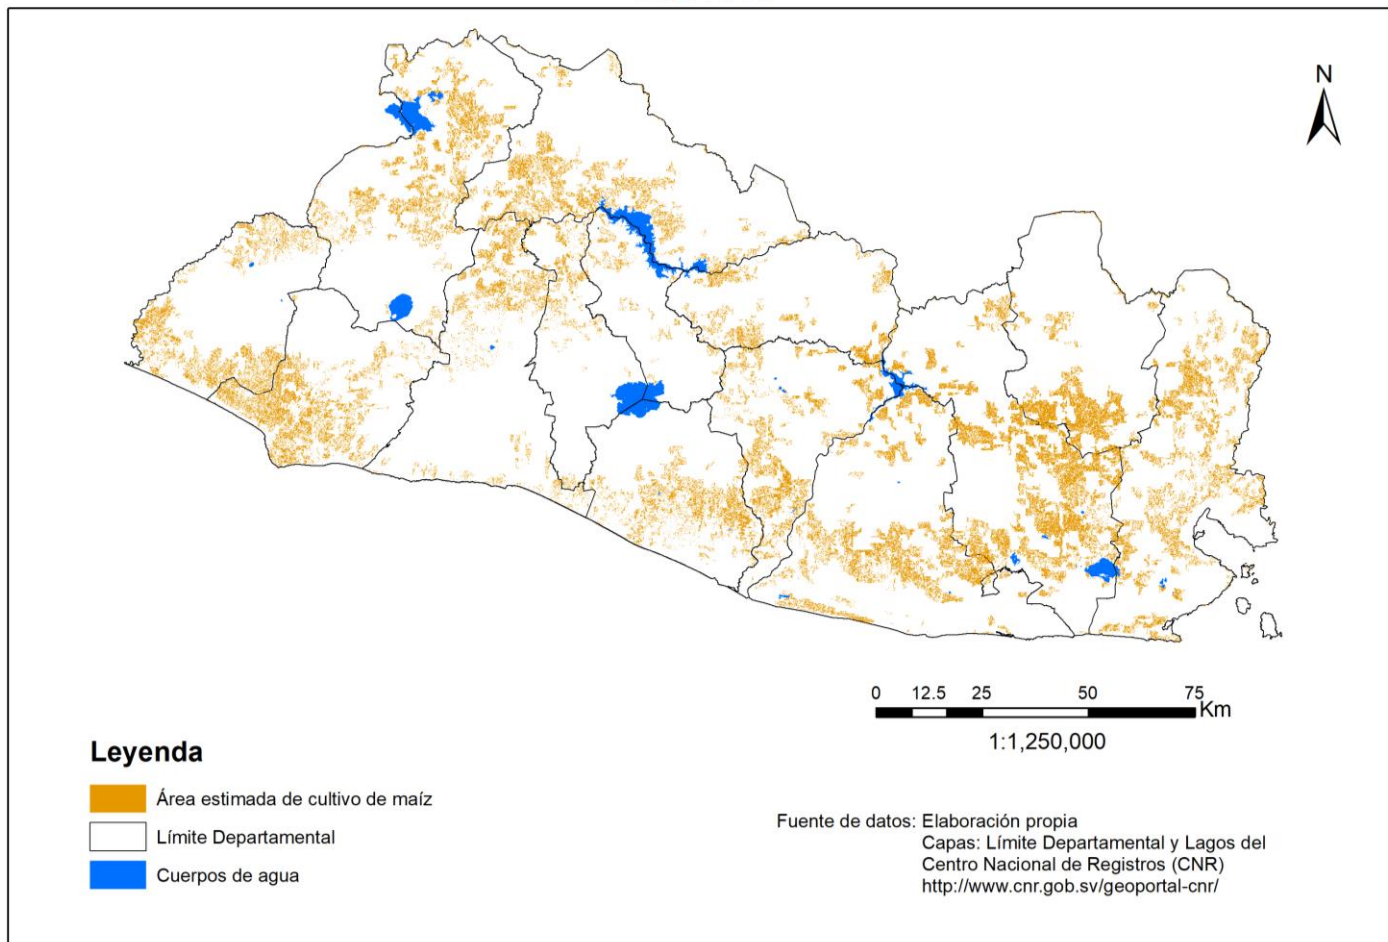 N
0 12.5 25 50 75
Km
1:1,250,000
Leyenda
Área estimada de cultivo de maíz
Límite Departamental
Cuerpos de agua
Fuente de datos: Elaboración propia
Capas: Límite Departamental y Lagos del
Centro Nacional de Registros (CNR)
http://www.cnr.gob.sv/geoportal-cnr/